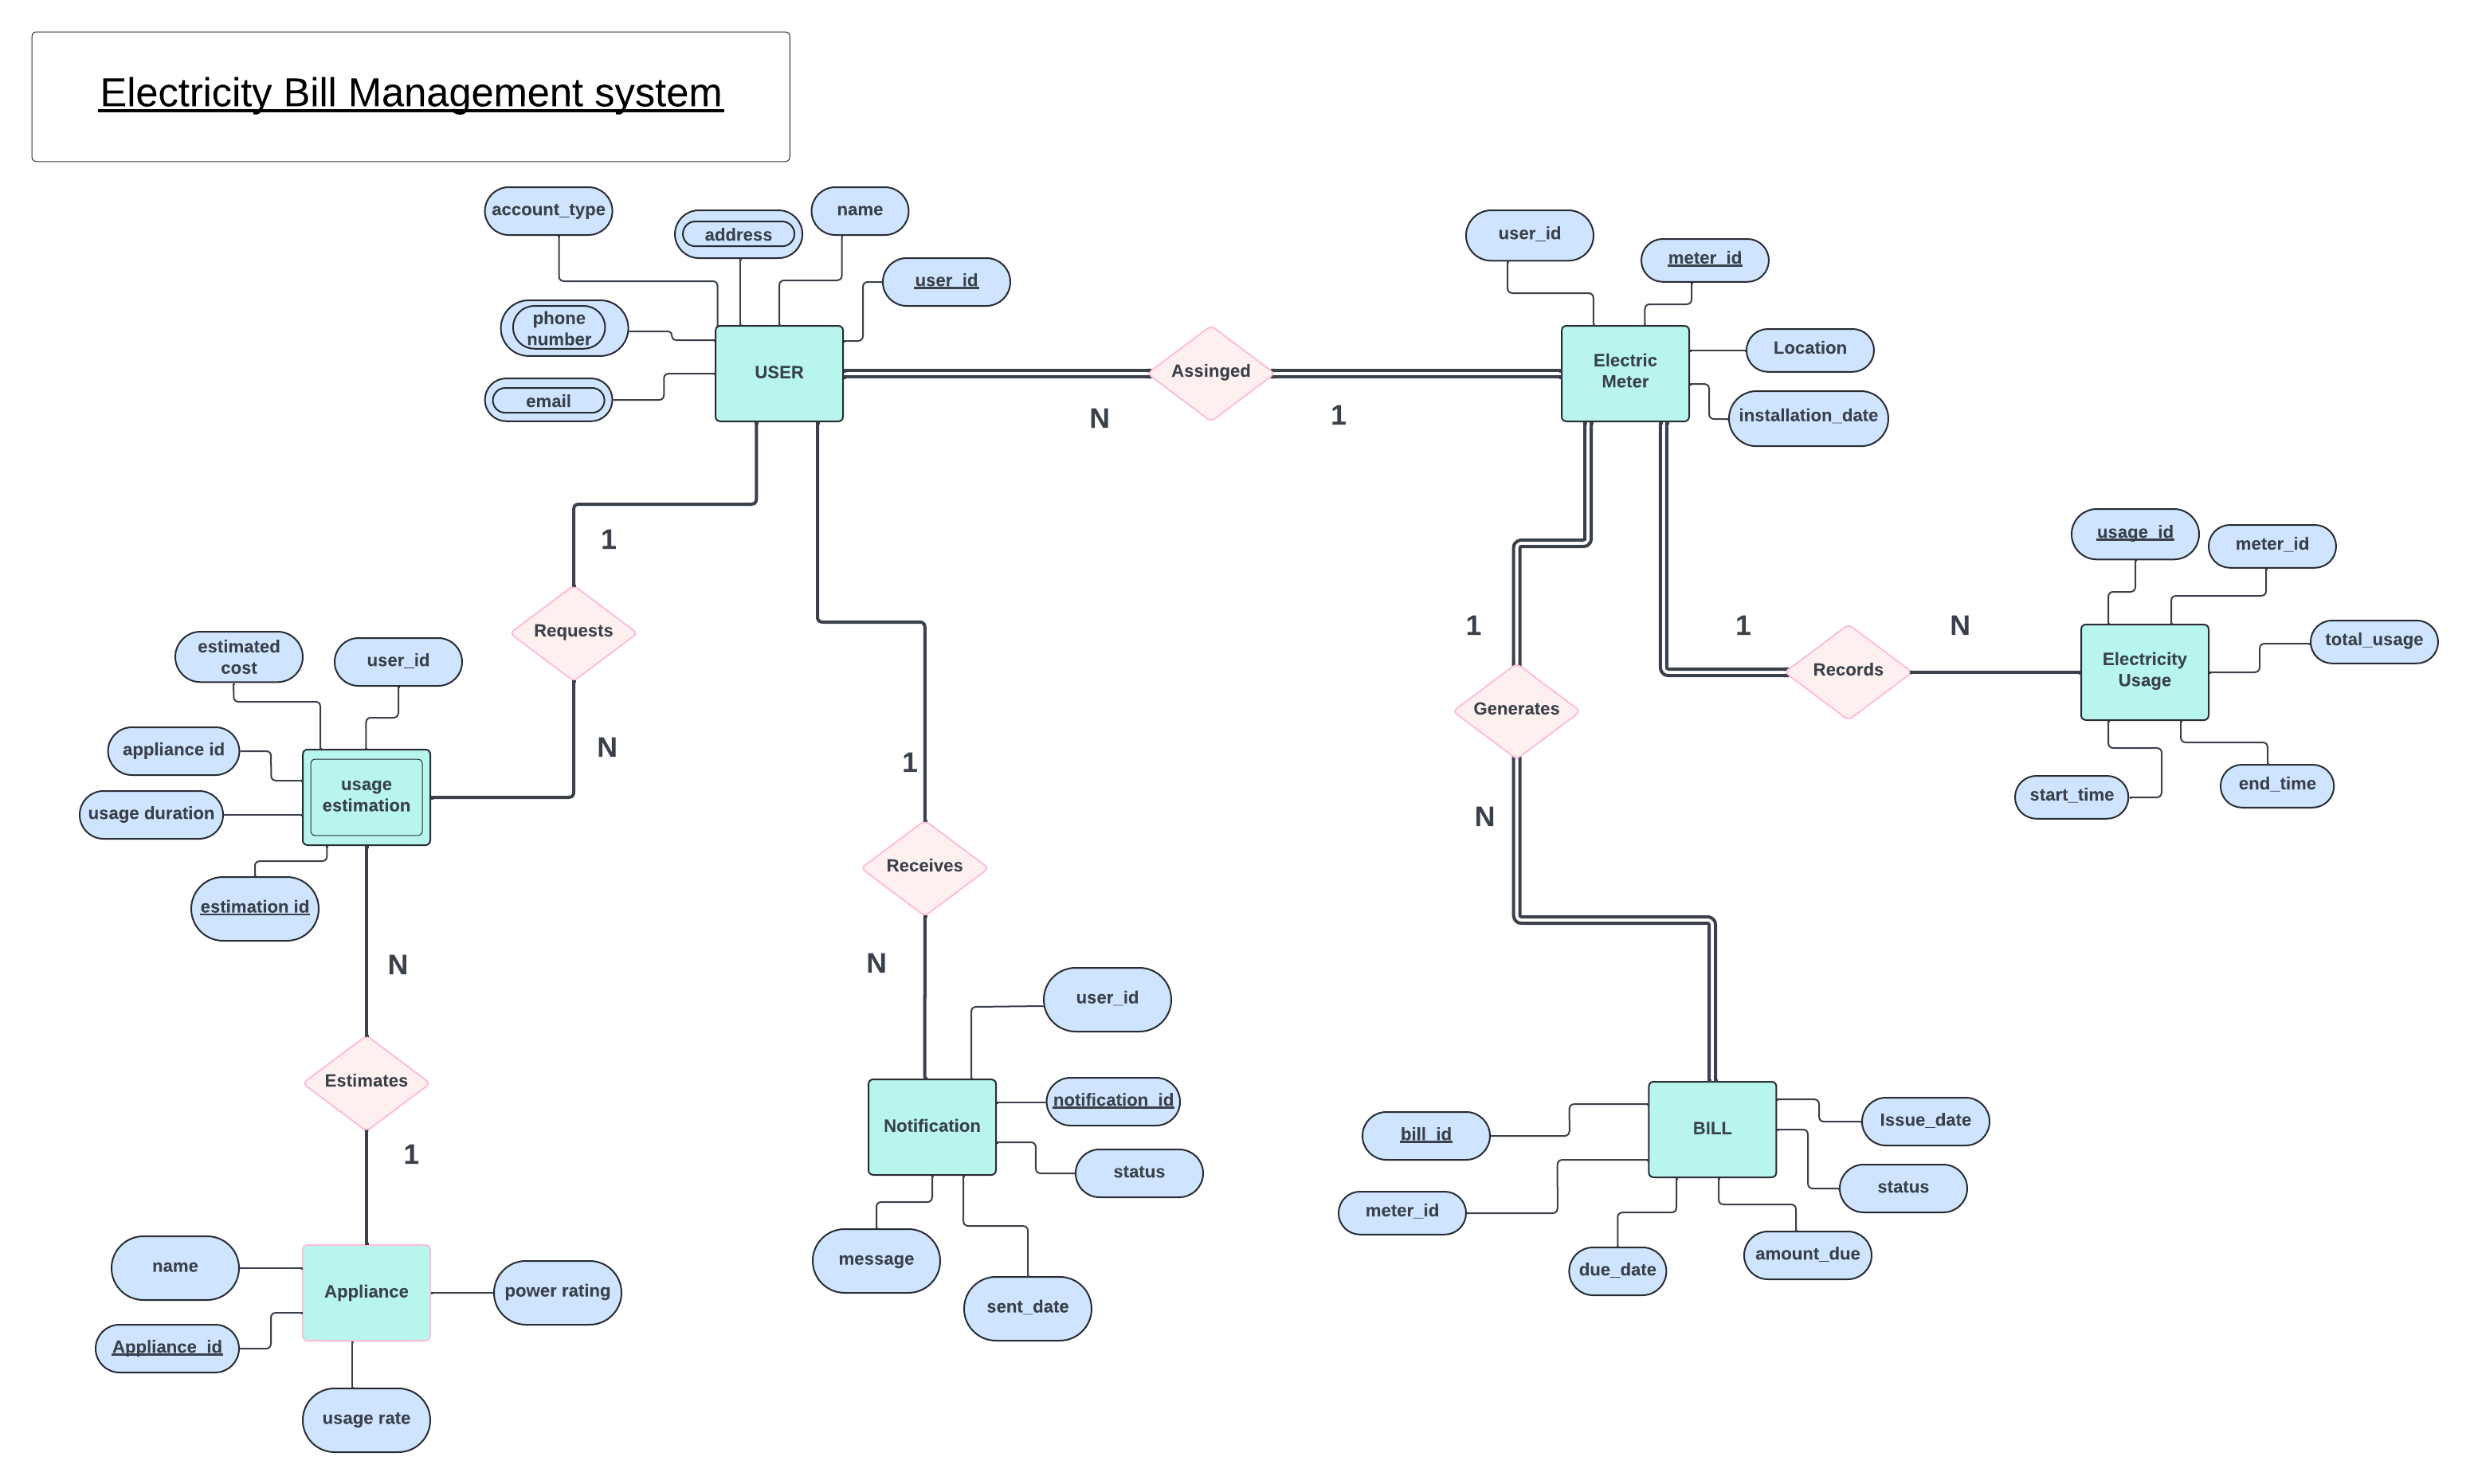 Electricity Bill Management system
account_type
address
name
user_id
phone
number
email
USER
Assinged
N
1
user_id
meter_id
Electric
Meter
Location
installation_date
1
Requests
N
estimated
cost
user_id
appliance id
usage duration
usage
estimation
estimation id
N
Estimates
1
name
Appliance
power rating
Appliance_id
usage rate
1
Receives
N
user_id
notification_id
Notification
status
message
sent_date
1
Generates
N
1
Records
N
usage_id
meter_id
total_usage
Electricity
Usage
start_time
end_time
bill_id
BILL
Issue_date
meter_id
status
due_date
amount_due